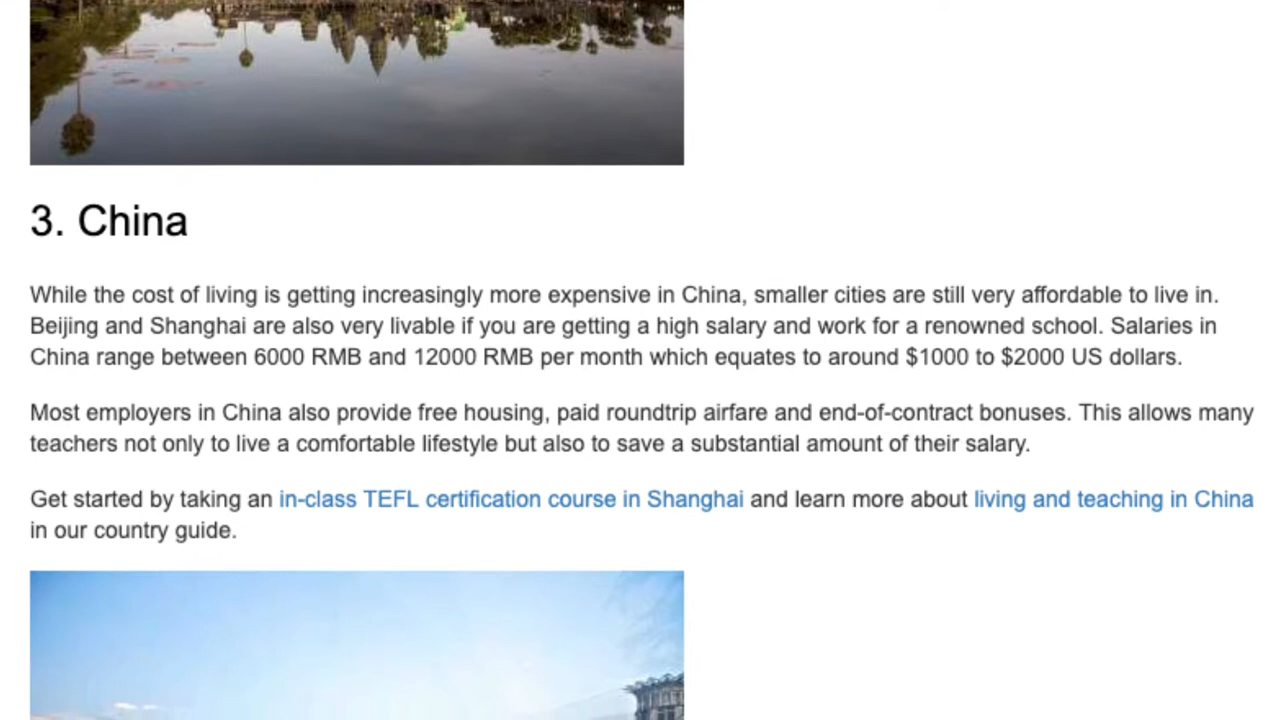 3. China
While the cost of living is getting increasingly more expensive in China, smaller cities are still very affordable to live in.
Beijing and Shanghai are also very livable if you are getting a high salary and work for a renowned school. Salaries in
China range between 6000 RMB and 12000 RMB per month which equates to around $1000 to $2000 US dollars.
Most employers in China also provide free housing, paid roundtrip airfare and end-of-contract bonuses. This allows many
teachers not only to live a comfortable lifestyle but also to save a substantial amount of their salary.
Get started by taking an in-class TEFL certification course in Shanghai and learn more about living and teaching in China
in our country guide.